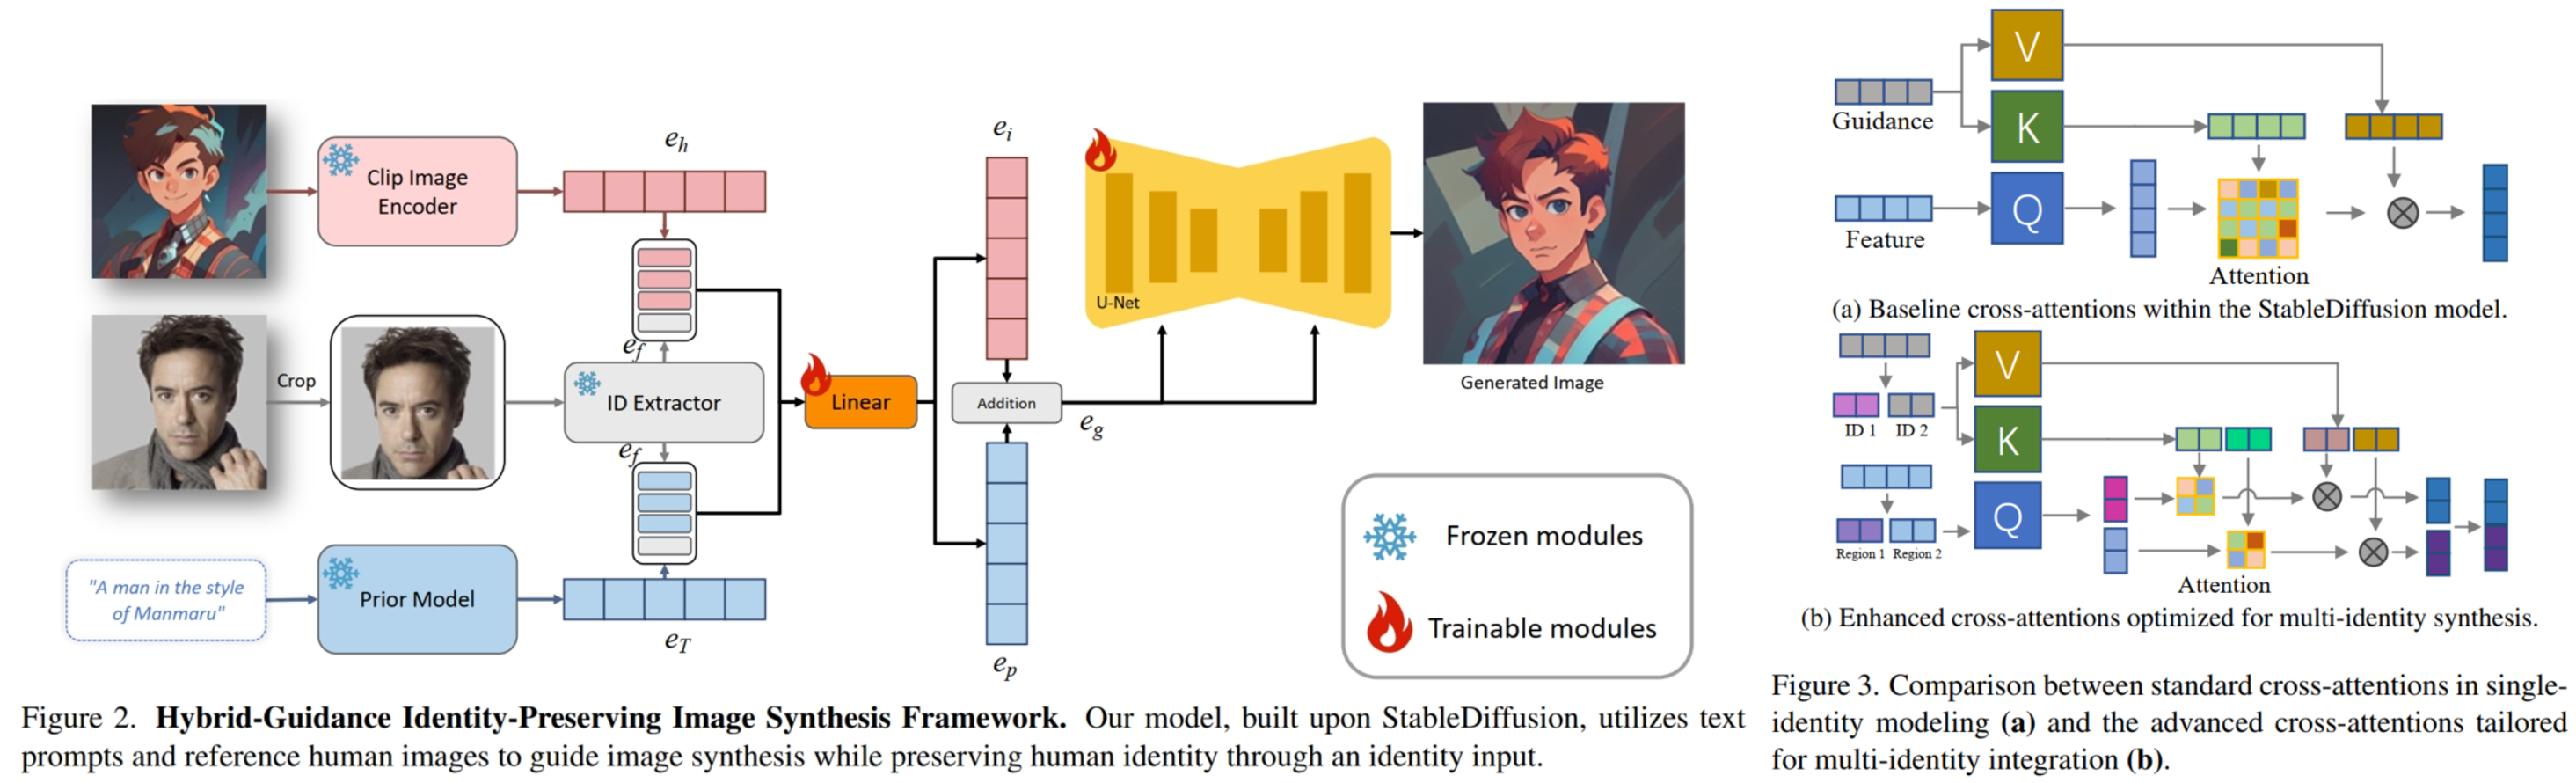 Clip Image
Encoder
e_h
e_f
Crop
ID Extractor
e_f
"A man in the style
of Manmaru"
Prior Model
e_T
Linear
e_i
Addition
e_g
e_p
U-Net
Generated Image
Frozen modules
Trainable modules
Figure 2. Hybrid-Guidance Identity-Preserving Image Synthesis Framework. Our model, built upon StableDiffusion, utilizes text
prompts and reference human images to guide image synthesis while preserving human identity through an identity input.
V
Guidance
K
Q
Feature
Attention
(a) Baseline cross-attentions within the StableDiffusion model.
V
ID 1 ID 2
K
Q
Region 1 Region 2
Attention
(b) Enhanced cross-attentions optimized for multi-identity synthesis.
Figure 3. Comparison between standard cross-attentions in single-
identity modeling (a) and the advanced cross-attentions tailored
for multi-identity integration (b).